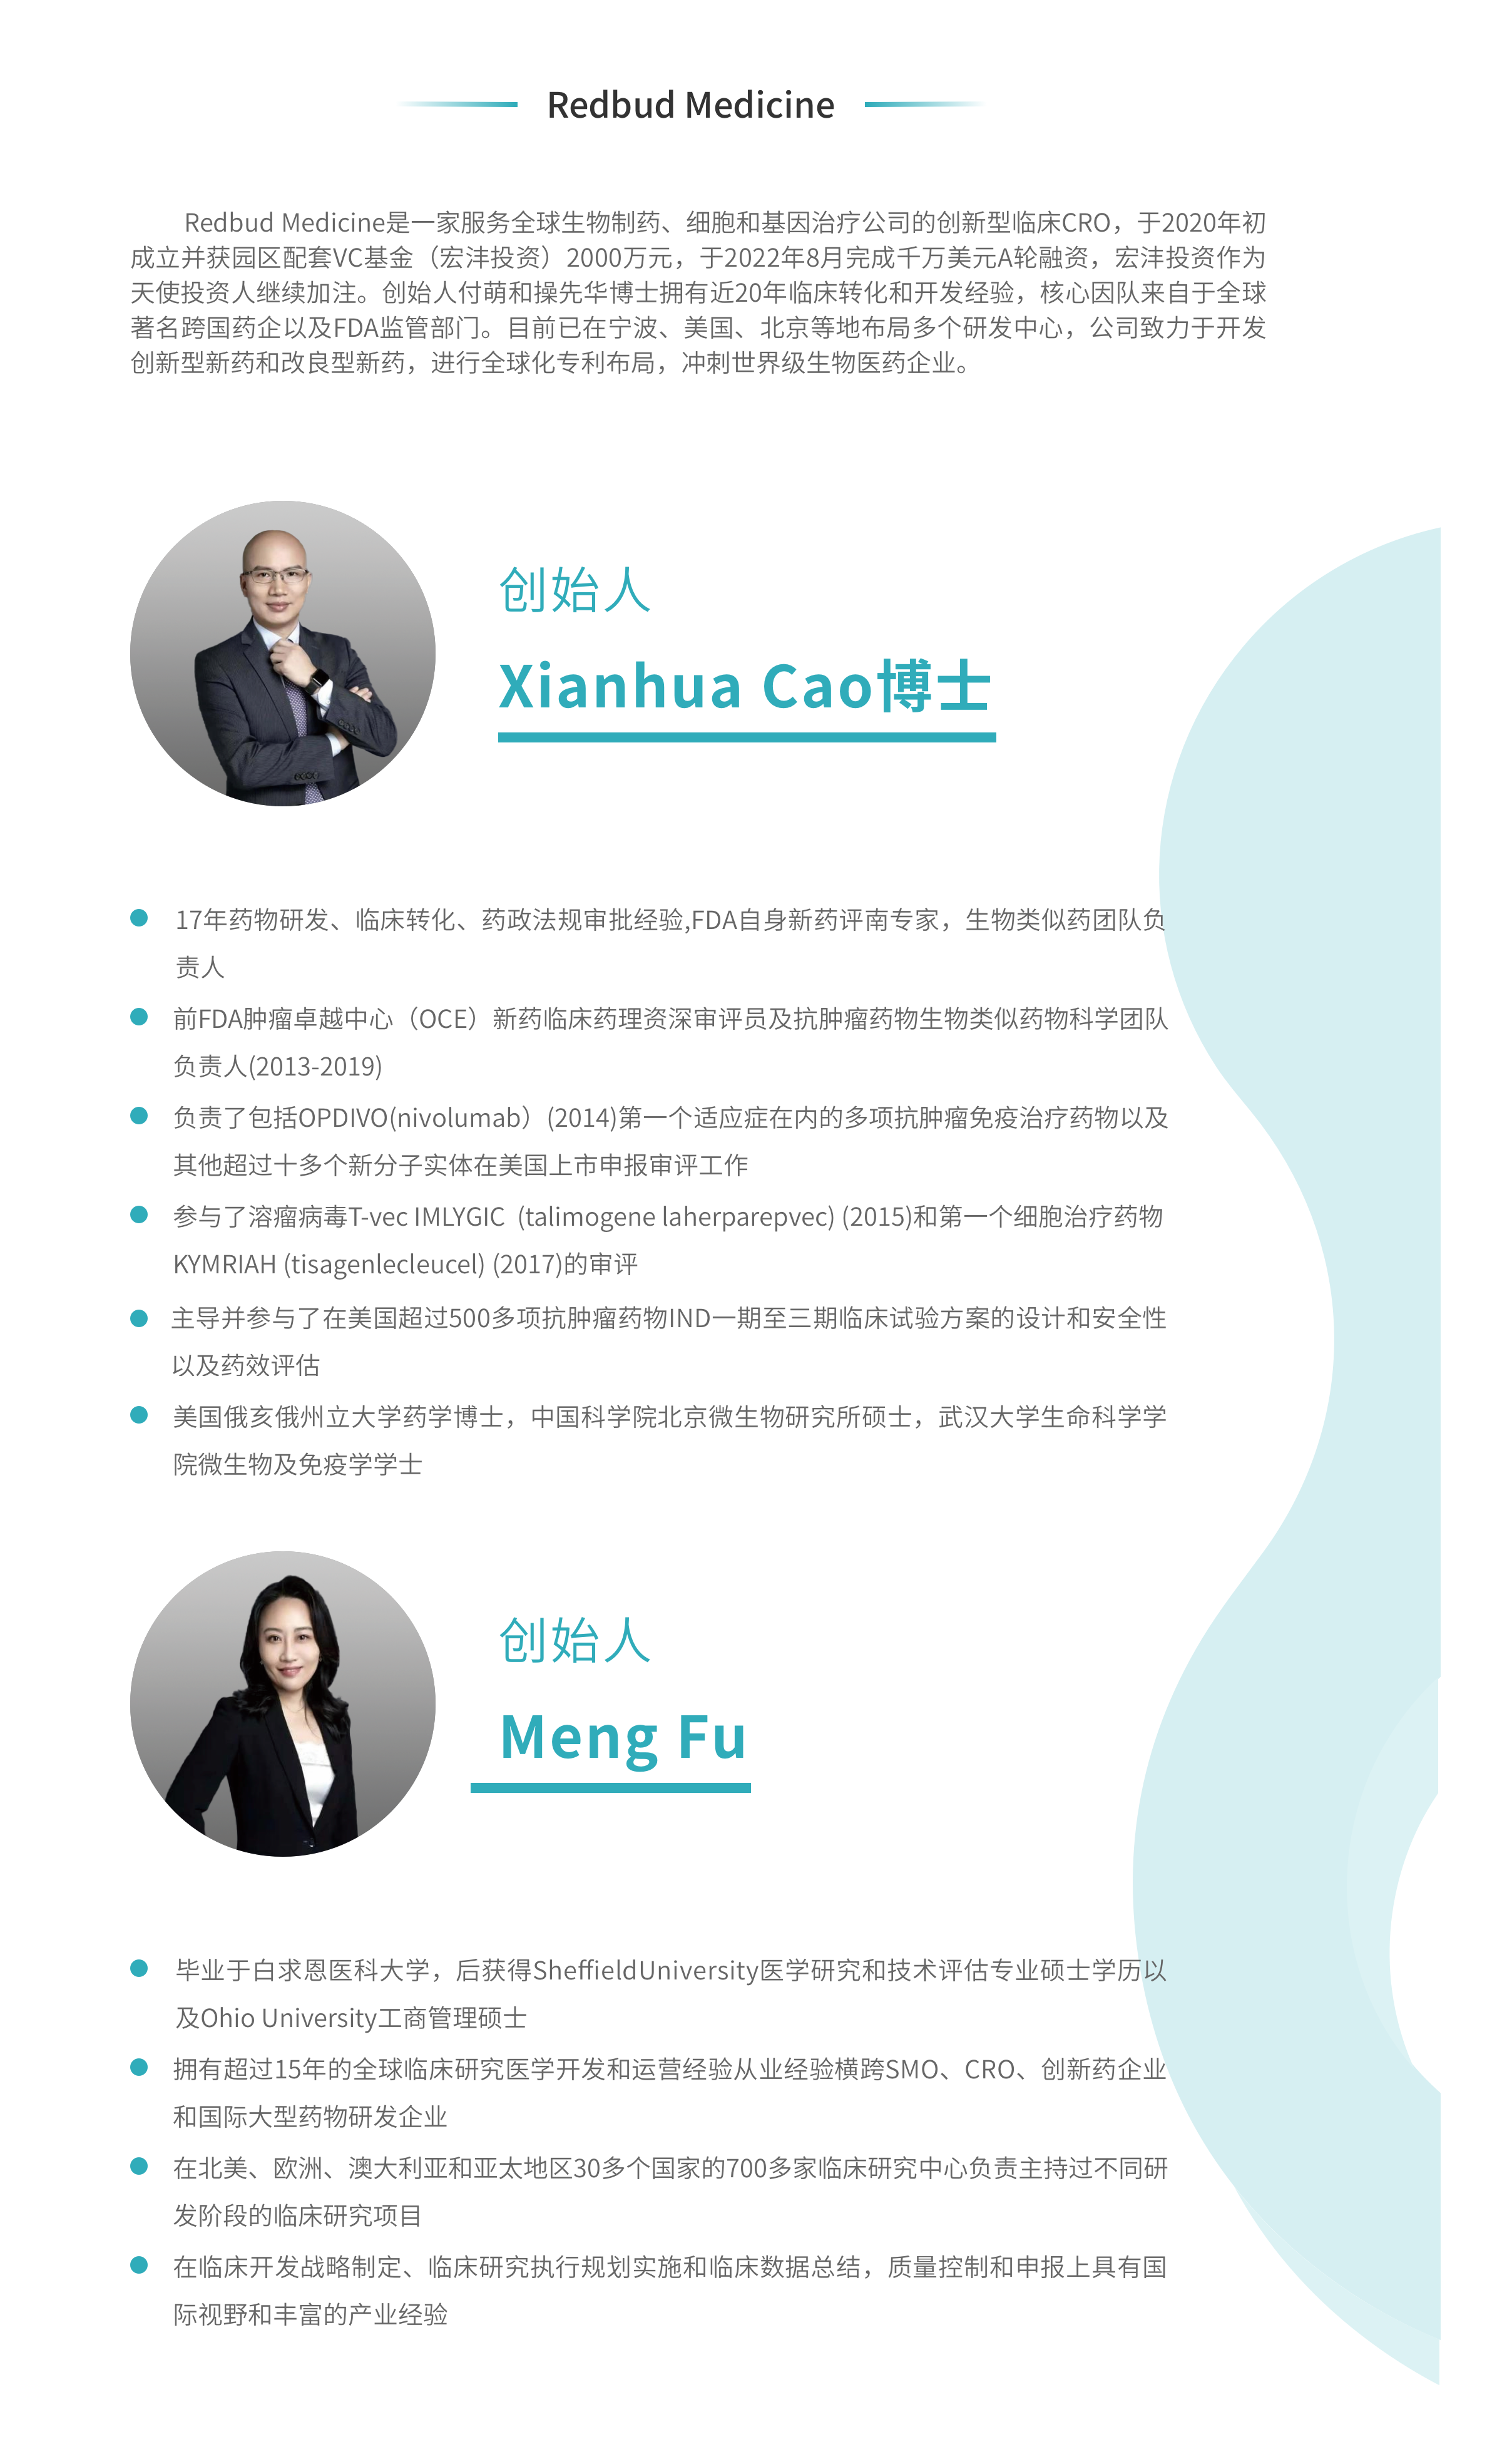 Redbud Medicine
Redbud Medicine是一家服务全球生物制药、细胞和基因治疗公司的创新型临床CRO，于2020年初
成立并获园区配套VC基金（宏沣投资）2000万元，于2022年8月完成千万美元A轮融资，宏沣投资作为
天使投资人继续加注。创始人付萌和操先华博士拥有近20年临床转化和开发经验，核心因队来自于全球
著名跨国药企以及FDA监管部门。目前已在宁波、美国、北京等地布局多个研发中心，公司致力于开发
创新型新药和改良型新药，进行全球化专利布局，冲刺世界级生物医药企业。
创始人
Xianhua Cao博士
17年药物研发、临床转化、药政法规审批经验,FDA自身新药评南专家，生物类似药团队负
责人
前FDA肿瘤卓越中心（OCE）新药临床药理资深审评员及抗肿瘤药物生物类似药物科学团队
负责人(2013-2019)
负责了包括OPDIVO(nivolumab）(2014)第一个适应症在内的多项抗肿瘤免疫治疗药物以及
其他超过十多个新分子实体在美国上市申报审评工作
参与了溶瘤病毒T-vec IMLYGIC (talimogene laherparepvec) (2015)和第一个细胞治疗药物
KYMRIAH (tisagenlecleucel) (2017)的审评
主导并参与了在美国超过500多项抗肿瘤药物IND一期至三期临床试验方案的设计和安全性
以及药效评估
美国俄亥俄州立大学药学博士，中国科学院北京微生物研究所硕士，武汉大学生命科学学
院微生物及免疫学学士
创始人
Meng Fu
毕业于白求恩医科大学，后获得SheffieldUniversity医学研究和技术评估专业硕士学历以
及Ohio University工商管理硕士
拥有超过15年的全球临床研究医学开发和运营经验从业经验横跨SMO、CRO、创新药企业
和国际大型药物研发企业
在北美、欧洲、澳大利亚和亚太地区30多个国家的700多家临床研究中心负责主持过不同研
发阶段的临床研究项目
在临床开发战略制定、临床研究执行规划实施和临床数据总结，质量控制和申报上具有国
际视野和丰富的产业经验